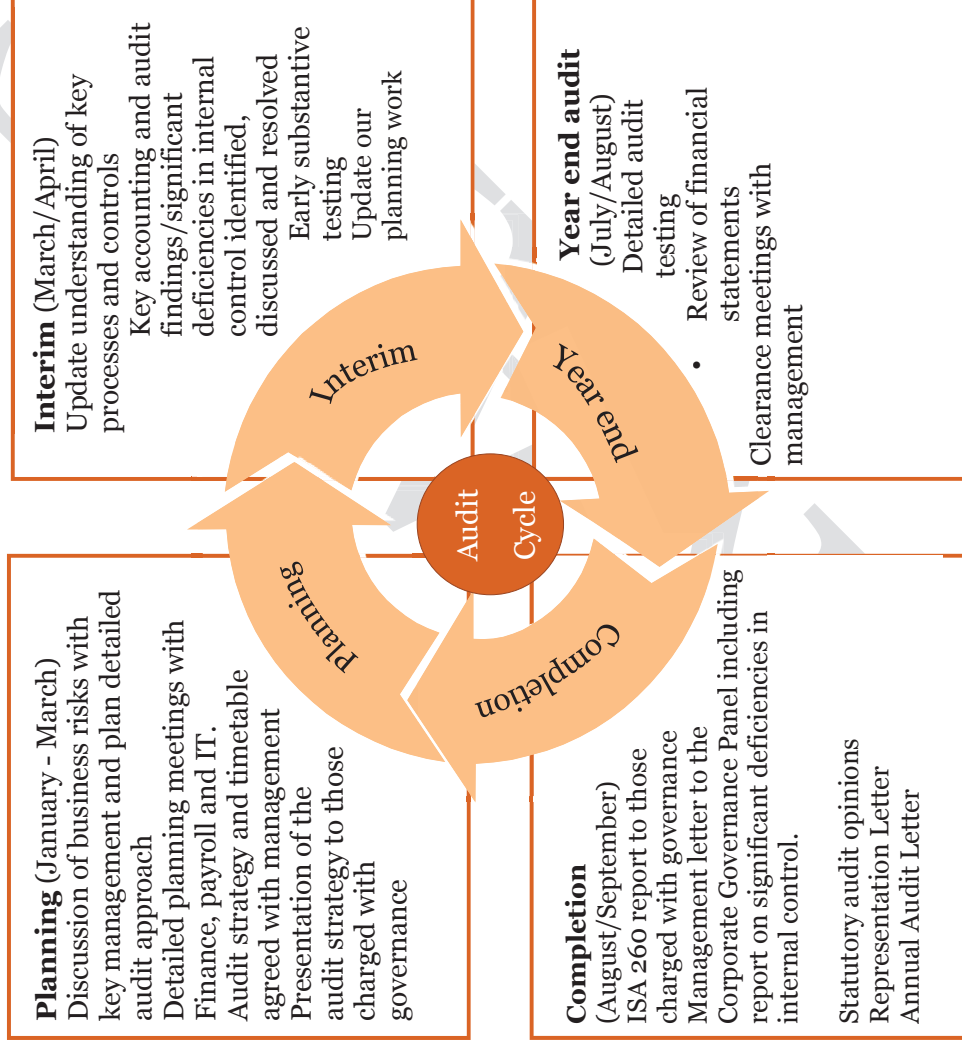 Planning (January - March)
Discussion of business risks with
key management and plan detailed
audit approach
Detailed planning meetings with
Finance, payroll and IT.
Audit strategy and timetable
agreed with management
Presentation of the
audit strategy to those
charged with
governance
Interim (March/April)
Update understanding of key
processes and controls
Key accounting and audit
findings/significant
deficiencies in internal
control identified,
discussed and resolved
Early substantive
testing
Update our
planning work
Planning
Interim
Audit
Cycle
Completion
Year end
Completion
(August/September)
ISA 260 report to those
charged with governance
Management letter to the
Corporate Governance Panel including
report on significant deficiencies in
internal control.
Statutory audit opinions
Representation Letter
Annual Audit Letter
Year end audit
(July/August)
Detailed audit
testing
• Review of financial
statements
Clearance meetings with
management